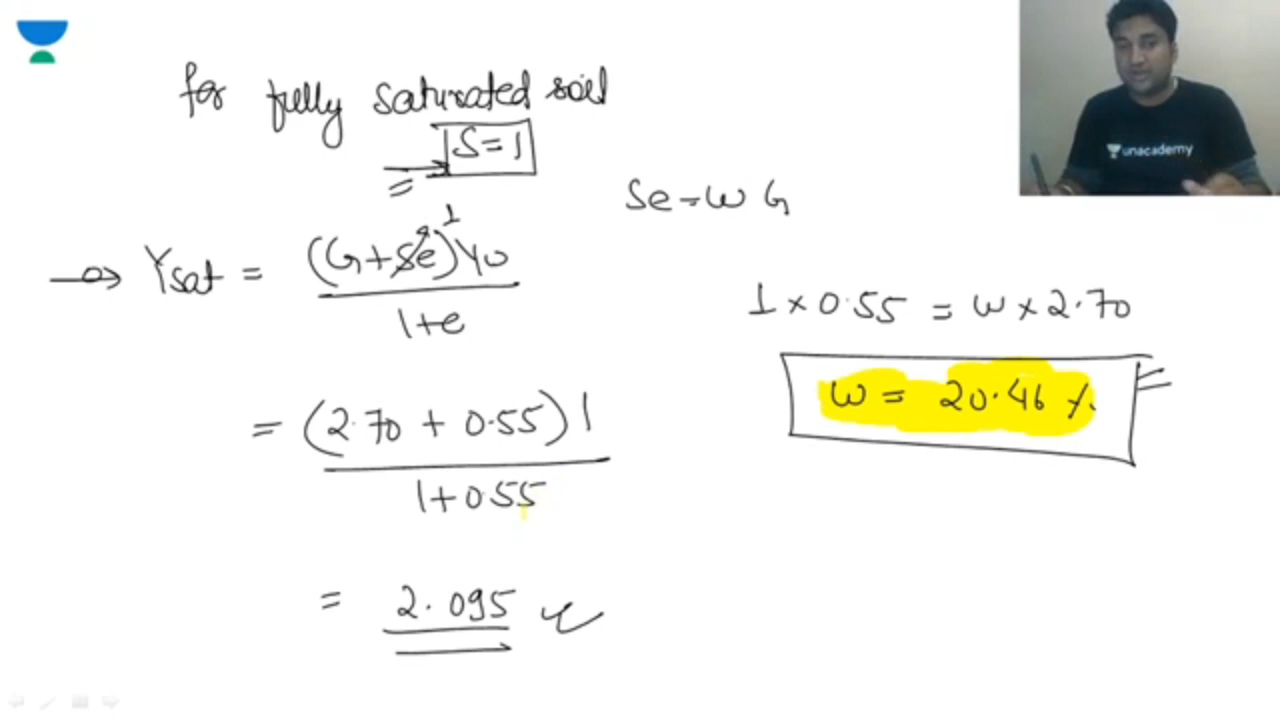 for fully saturated soil
S=1
Se=w G
1
γsat = (G+Se)γω
1+e
= (2.70 + 0.55) 1
1+0.55
= 2.095
1 × 0.55 = w × 2.70
w = 20.46 %
unacademy